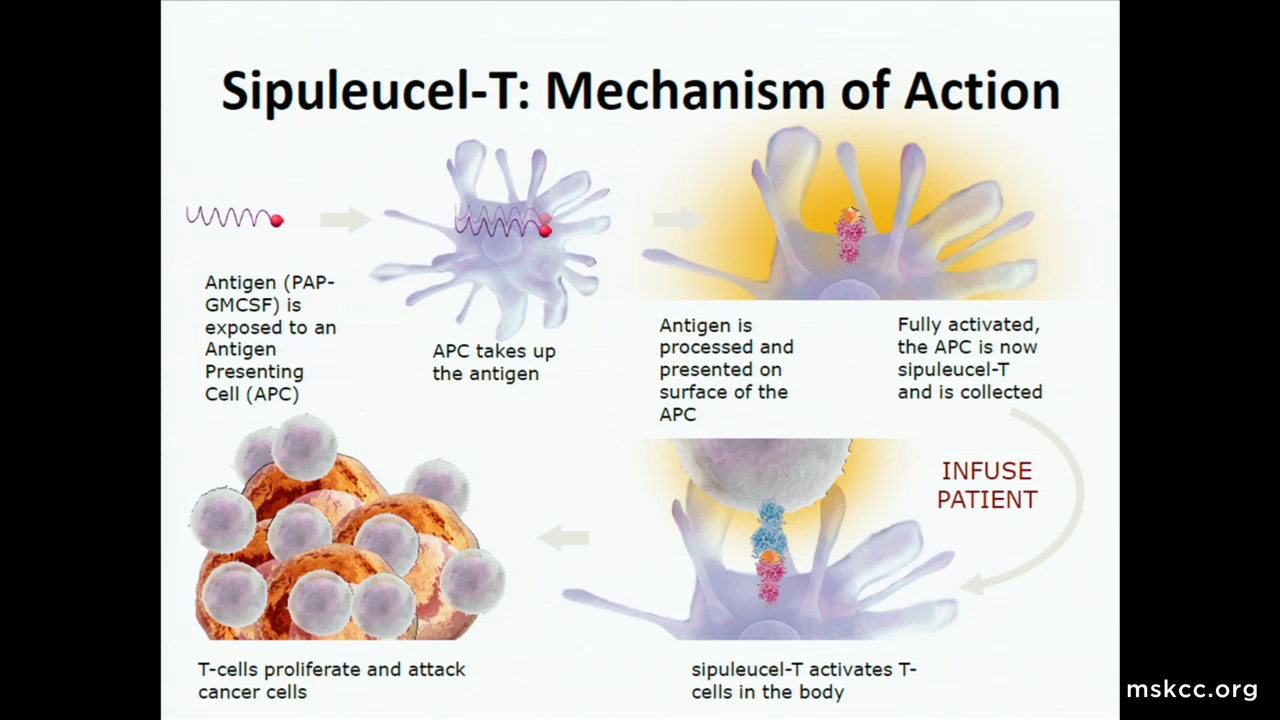 Sipuleucel-T: Mechanism of Action
Antigen (PAP-
GMCSF) is
exposed to an
Antigen
Presenting
Cell (APC)
APC takes up
the antigen
Antigen is
processed and
presented on
surface of the
APC
Fully activated,
the APC is now
sipuleucel-T
and is collected
INFUSE
PATIENT
sipuleucel-T activates T-
cells in the body
T-cells proliferate and attack
cancer cells
mskcc.org